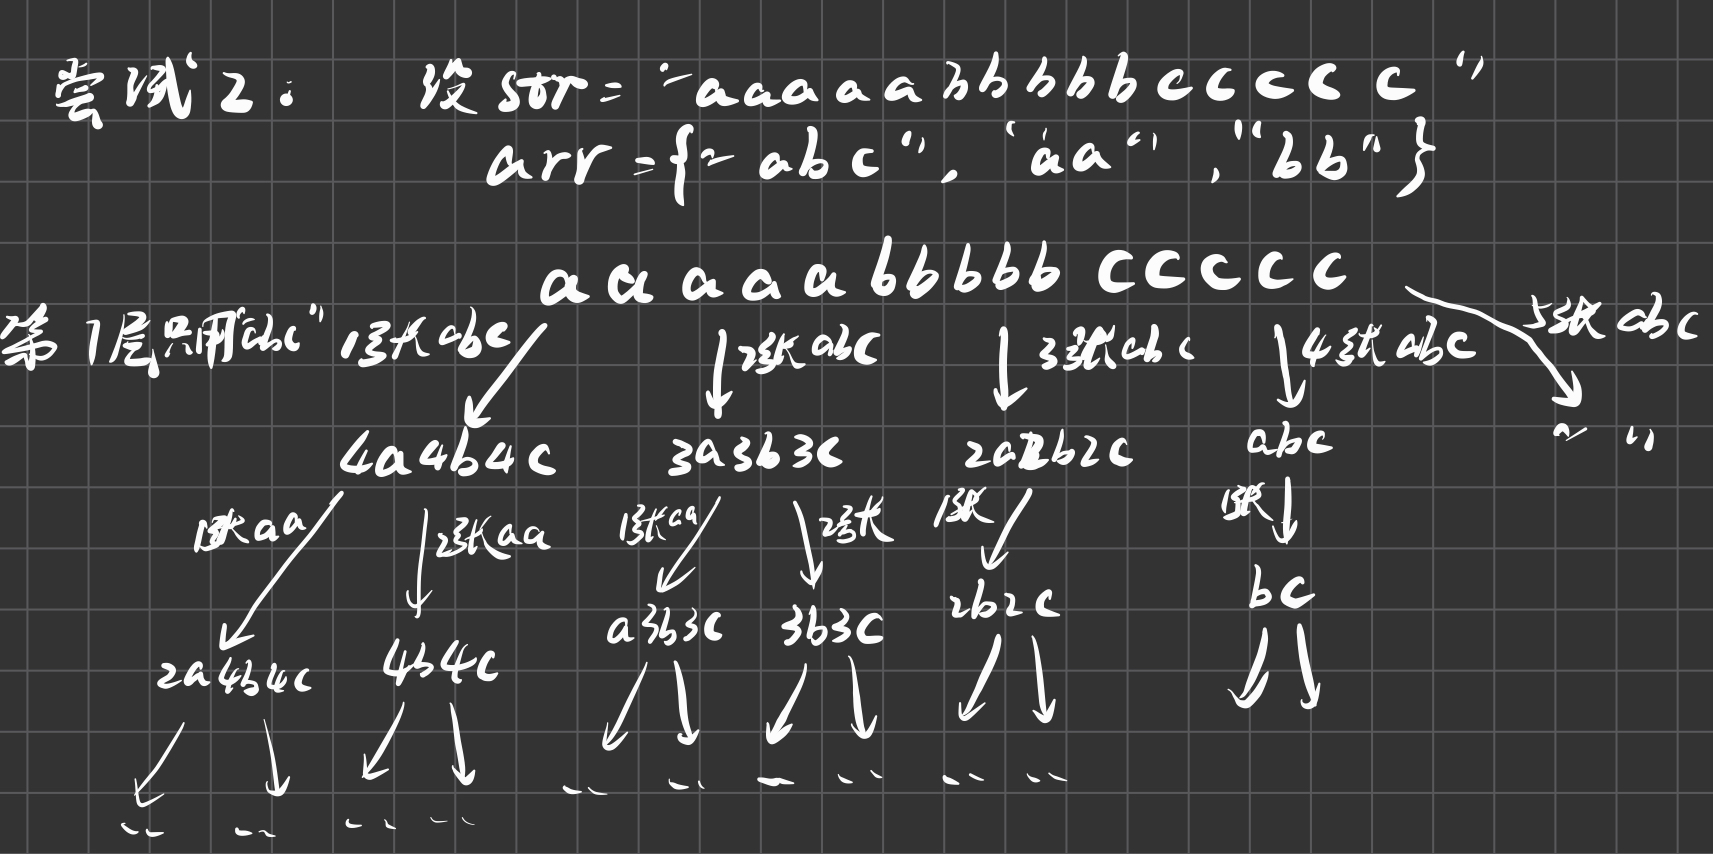 尝试2： 设str="aaaaabbbbbccccc"
arr={"abc", "aa", "bb"}
aaaaabbbbbccccc
第1层只用"abc" 1张abc 2张abc 3张abc 4张abc 5张abc
4a4b4c 3a3b3c 2a2b2c abc ""
1张aa 2张aa 1张aa 2张 1张 1张
2a4b4c 4b4c a3b3c 3b3c 2b2c bc